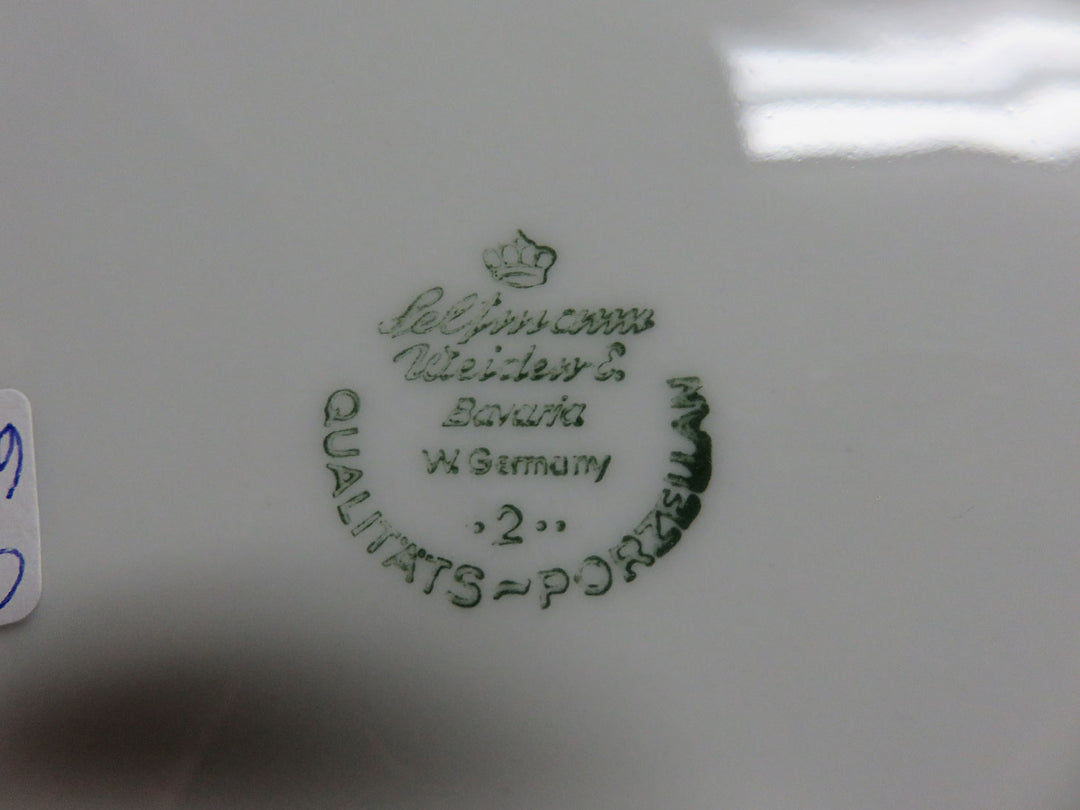 Seltmann
Weiden E.
Bavaria
W. Germany
·2··
QUALITÄTS~PORZELLAN